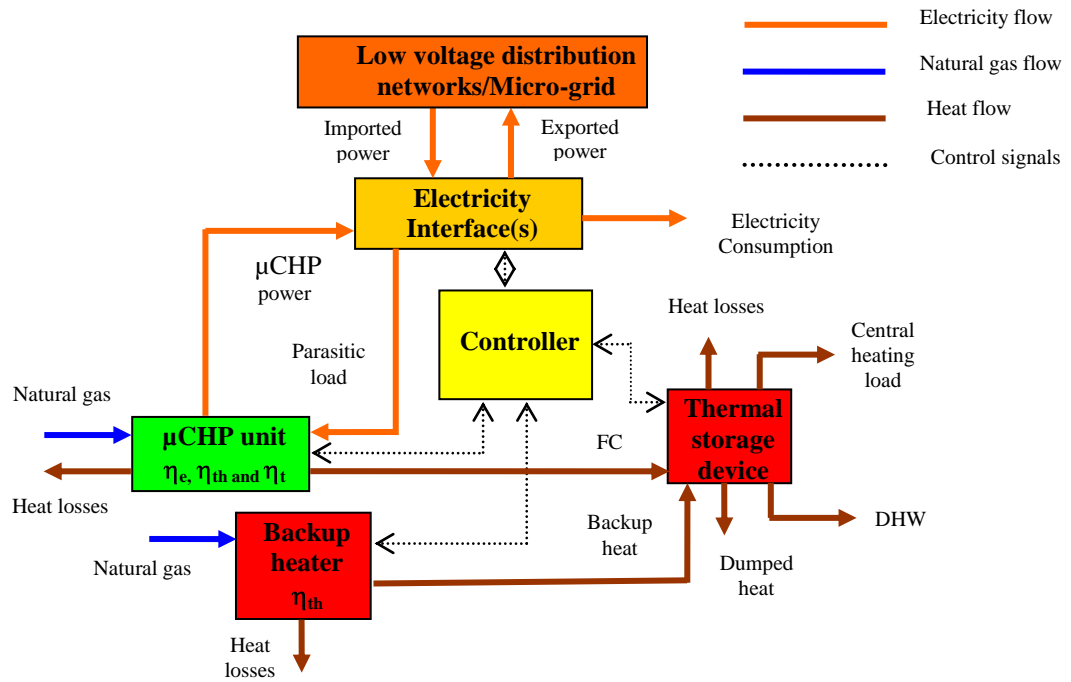 Electricity flow
Natural gas flow
Heat flow
Control signals
Low voltage distribution
networks/Micro-grid
Imported
power
Exported
power
Electricity
Interface(s)
Electricity
Consumption
μCHP
power
Parasitic
load
Controller
Heat losses
Central
heating
load
Natural gas
μCHP unit
ηe, ηth and ηt
Heat losses
FC
Thermal
storage
device
DHW
Dumped
heat
Backup
heat
Natural gas
Backup
heater
ηth
Heat
losses